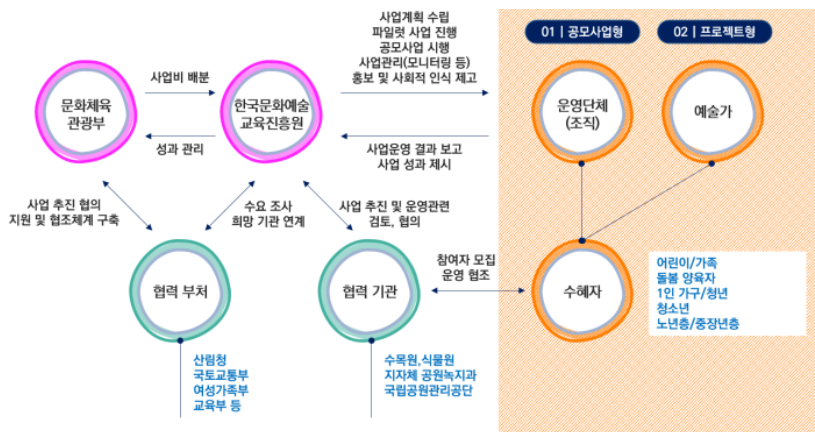 사업계획 수립
파일럿 사업 진행
공모사업 시행
사업관리(모니터링 등)
홍보 및 사회적 인식 제고
01 | 공모사업형
02 | 프로젝트형
사업비 배분
문화체육
관광부
한국문화예술
교육진흥원
운영단체
(조직)
예술가
성과 관리
사업운영 결과 보고
사업 성과 제시
사업 추진 협의
지원 및 협조체계 구축
수요 조사
희망 기관 연계
사업 추진 및 운영관련
검토, 협의
참여자 모집
운영 협조
협력 부처
협력 기관
수혜자
어린이/가족
돌봄 양육자
1인 가구/청년
청소년
노년층/중장년층
산림청
국토교통부
여성가족부
교육부 등
수목원,식물원
지자체 공원녹지과
국립공원관리공단